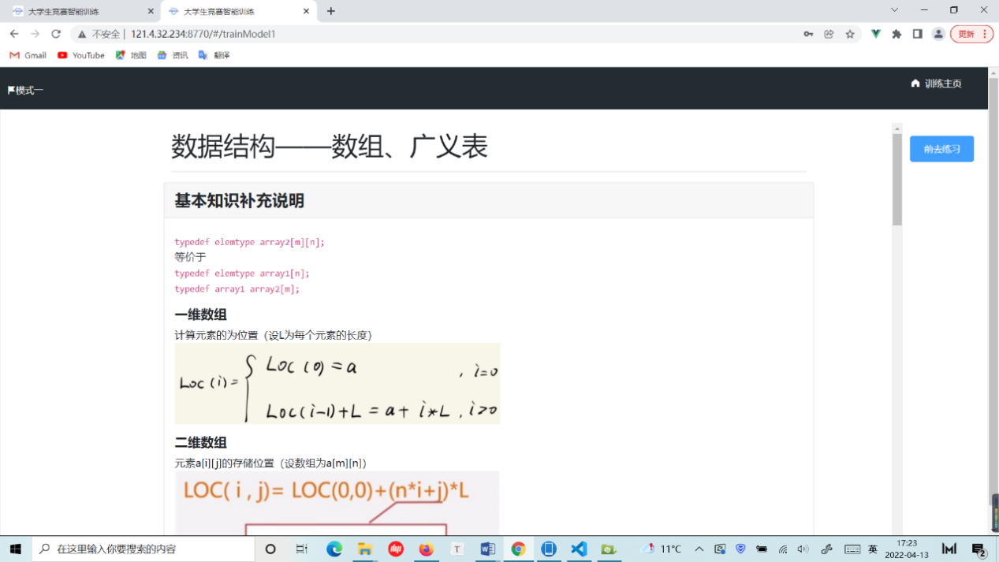 大学生竞赛智能训练
大学生竞赛智能训练
不安全 | 121.4.32.234:8770/#/trainModel1
更新
Gmail
YouTube
地图
资讯
翻译
模式一
训练主页
数据结构——数组、广义表
前去练习
基本知识补充说明
typedef elemtype array2[m][n];
等价于
typedef elemtype array1[n];
typedef array1 array2[m];
一维数组
计算元素的为位置（设L为每个元素的长度）
Loc (i) = { Loc (0) = a , i=0
Loc(i-1)+L = a+ i*L , i>0
二维数组
元素a[i][j]的存储位置（设数组为a[m][n]）
LOC( i , j)= LOC(0,0)+(n*i+j)*L
在这里输入你要搜索的内容
11°C
英
17:23
2022-04-13
2